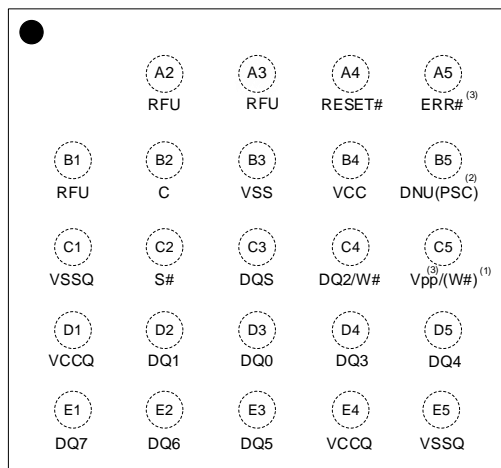 A2 A3 A4 A5
RFU RFU RESET# ERR# (3)
B1 B2 B3 B4 B5
RFU C VSS VCC DNU(PSC) (2)
C1 C2 C3 C4 C5
VSSQ S# DQS DQ2/W# Vpp/(W#) (3) (1)
D1 D2 D3 D4 D5
VCCQ DQ1 DQ0 DQ3 DQ4
E1 E2 E3 E4 E5
DQ7 DQ6 DQ5 VCCQ VSSQ